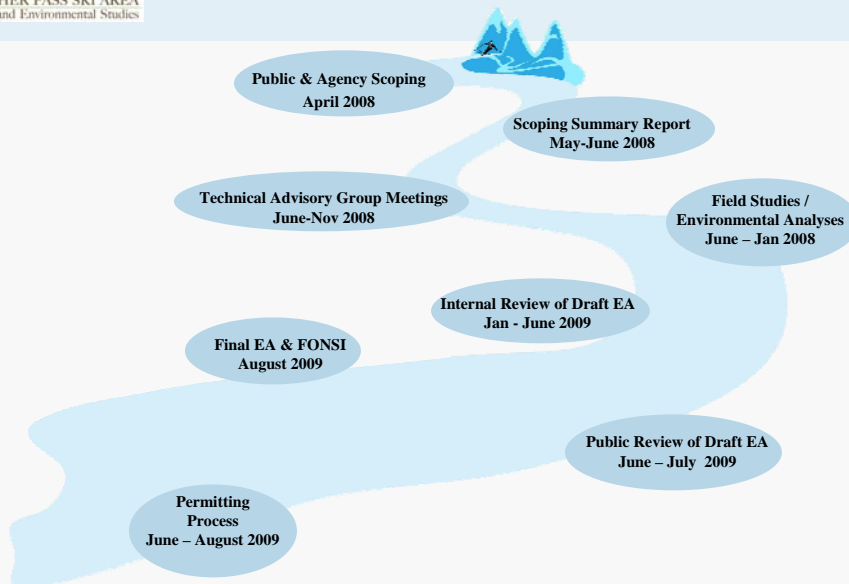 PASS SKI AREA
and Environmental Studies
Public & Agency Scoping
April 2008
Scoping Summary Report
May-June 2008
Technical Advisory Group Meetings
June-Nov 2008
Field Studies /
Environmental Analyses
June – Jan 2008
Internal Review of Draft EA
Jan - June 2009
Final EA & FONSI
August 2009
Public Review of Draft EA
June – July 2009
Permitting
Process
June – August 2009